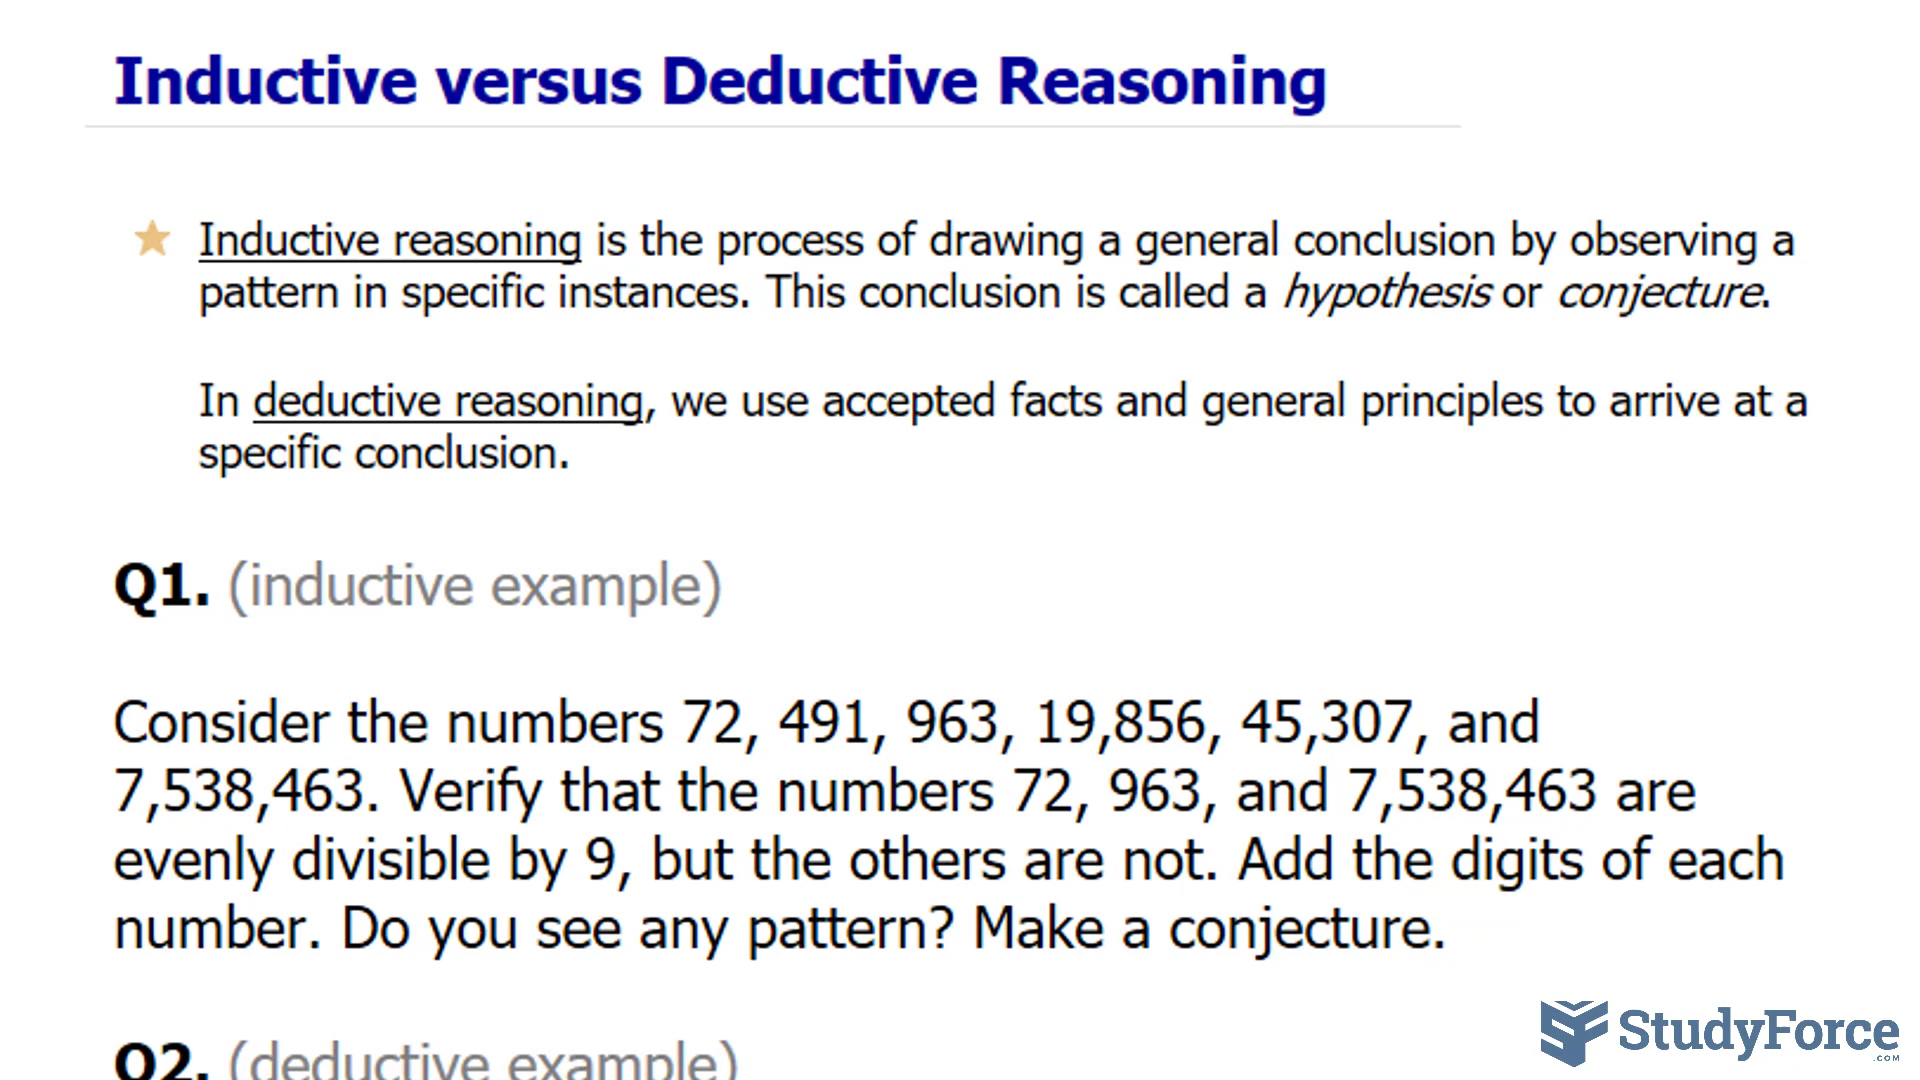 Inductive versus Deductive Reasoning
Inductive reasoning is the process of drawing a general conclusion by observing a
pattern in specific instances. This conclusion is called a hypothesis or conjecture.
In deductive reasoning, we use accepted facts and general principles to arrive at a
specific conclusion.
Q1. (inductive example)
Consider the numbers 72, 491, 963, 19,856, 45,307, and
7,538,463. Verify that the numbers 72, 963, and 7,538,463 are
evenly divisible by 9, but the others are not. Add the digits of each
number. Do you see any pattern? Make a conjecture.
Q2. (deductive example)
StudyForce
.COM